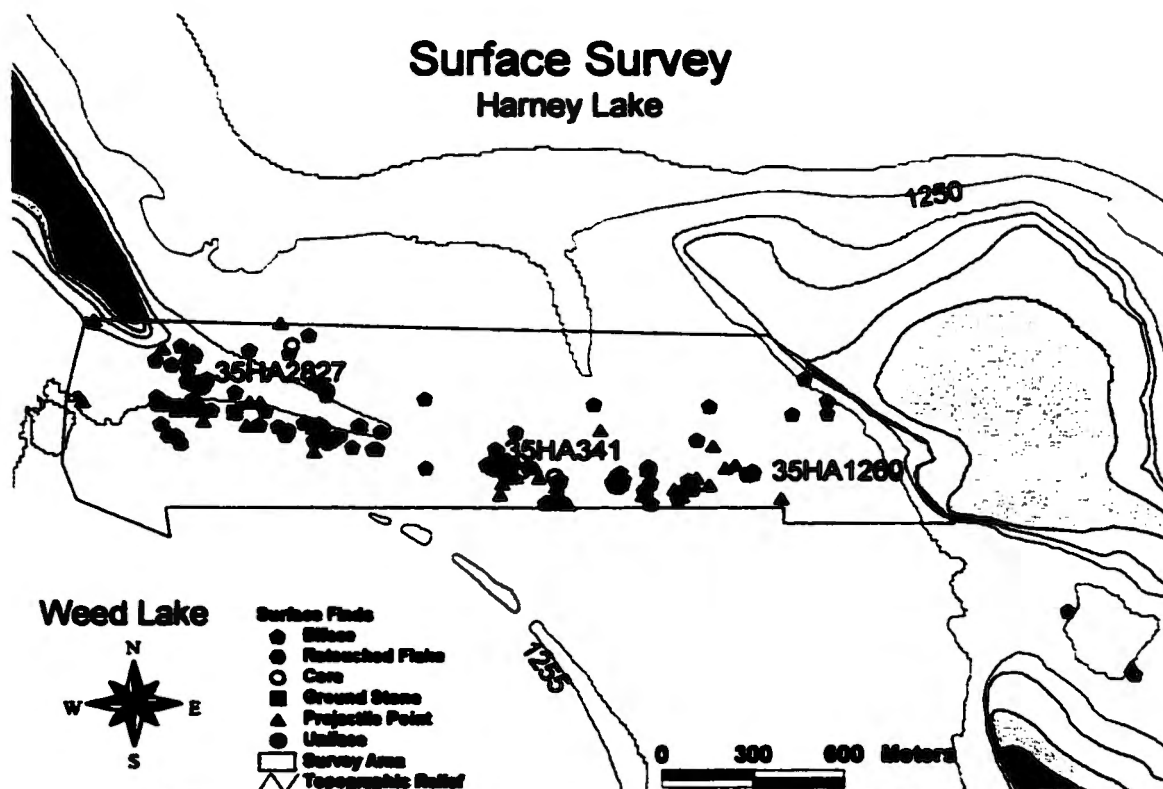 Surface Survey
Harney Lake
1250
35HA2827
35HA341
35HA1260
Weed Lake
N
W E
S
1255
Surface Finds
Biface
Retouched Flake
Core
Ground Stone
Projectile Point
Uniface
Survey Area
Topographic Relief
0 300 600 Meters